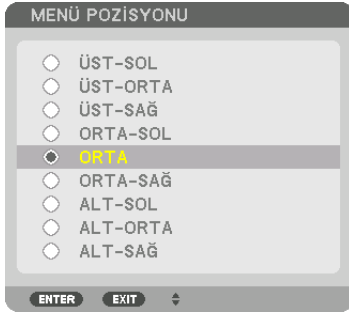 MENÜ POZİSYONU
ÜST-SOL
ÜST-ORTA
ÜST-SAĞ
ORTA-SOL
ORTA
ORTA-SAĞ
ALT-SOL
ALT-ORTA
ALT-SAĞ
ENTER EXIT